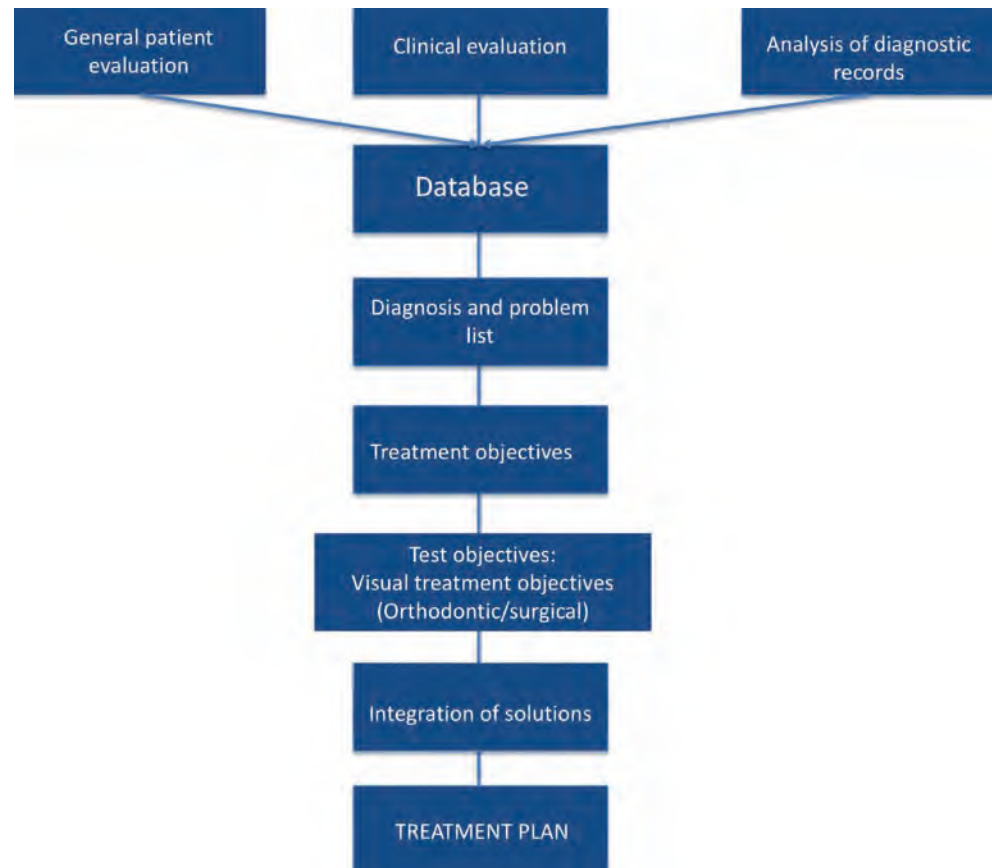 General patient
evaluation
Clinical evaluation
Analysis of diagnostic
records
Database
Diagnosis and problem
list
Treatment objectives
Test objectives:
Visual treatment objectives
(Orthodontic/surgical)
Integration of solutions
TREATMENT PLAN